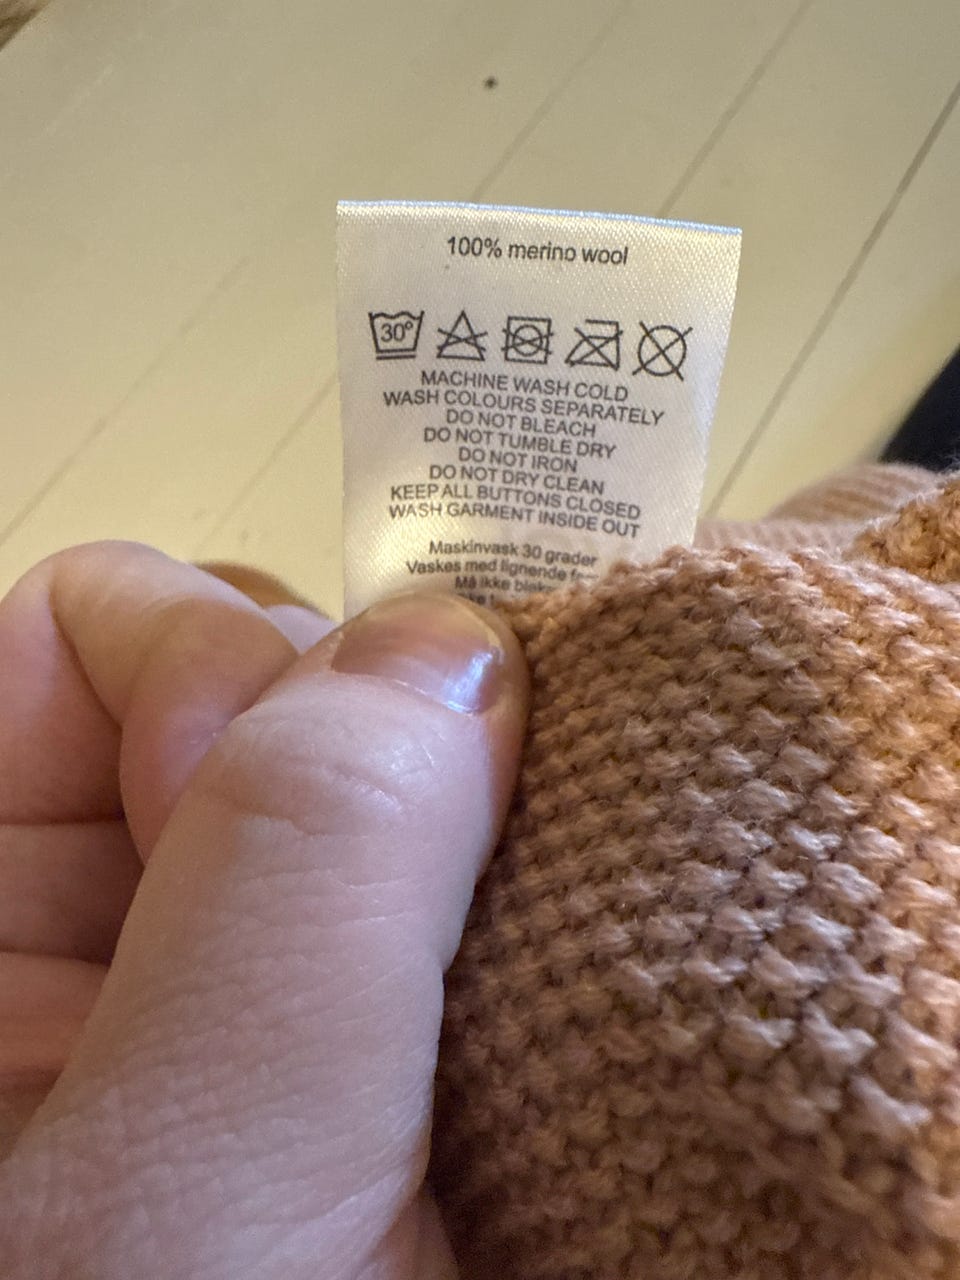 100% merino wool
30°
MACHINE WASH COLD
WASH COLOURS SEPARATELY
DO NOT BLEACH
DO NOT TUMBLE DRY
DO NOT IRON
DO NOT DRY CLEAN
KEEP ALL BUTTONS CLOSED
WASH GARMENT INSIDE OUT
Maskinvask 30 grader
Vaskes med lignende
Må ikke